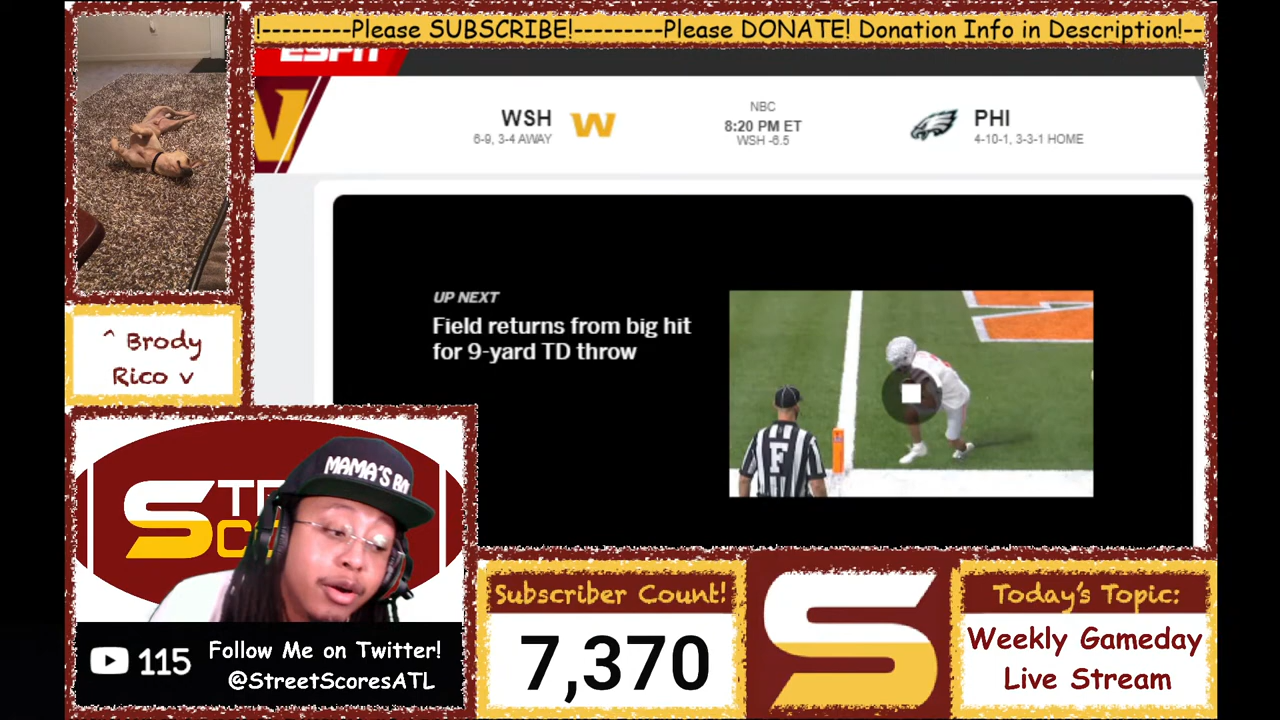 !---------Please SUBSCRIBE!---------Please DONATE! Donation Info in Description!--
ESPN
WSH
6-9, 3-4 AWAY
W
NBC
8:20 PM ET
WSH -6.5
PHI
4-10-1, 3-3-1 HOME
UP NEXT
Field returns from big hit
for 9-yard TD throw
F
^ Brody
Rico v
MAMA'S
115
Follow Me on Twitter!
@StreetScoresATL
Subscriber Count!
7,370
S
Today's Topic:
Weekly Gameday
Live Stream